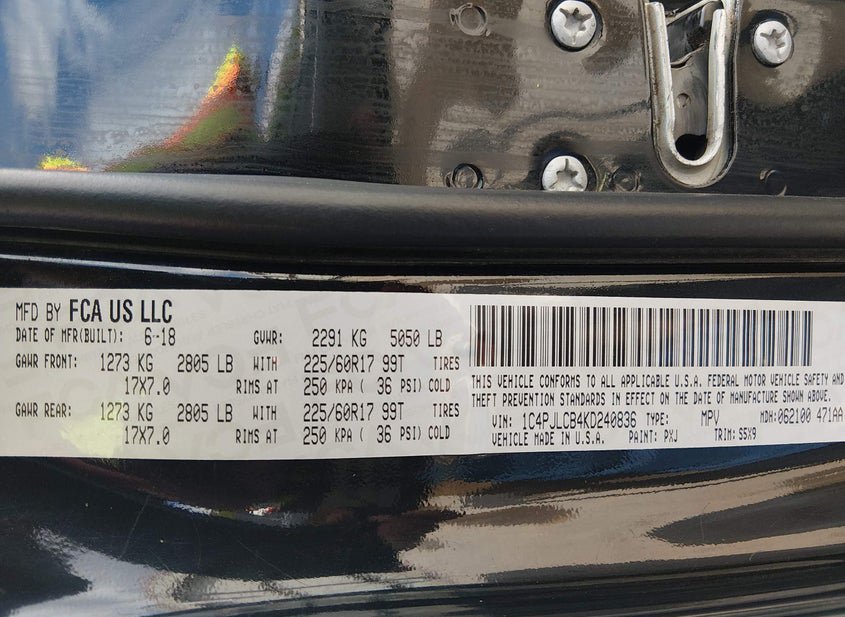 MFD BY FCA US LLC
DATE OF MFR(BUILT): 6-18 GVWR: 2291 KG 5050 LB
GAWR FRONT: 1273 KG 2805 LB WITH 225/60R17 99T TIRES
17X7.0 RIMS AT 250 KPA ( 36 PSI) COLD
GAWR REAR: 1273 KG 2805 LB WITH 225/60R17 99T TIRES
17X7.0 RIMS AT 250 KPA ( 36 PSI) COLD
THIS VEHICLE CONFORMS TO ALL APPLICABLE U.S.A. FEDERAL MOTOR VEHICLE SAFETY AND
THEFT PREVENTION STANDARDS IN EFFECT ON THE DATE OF MANUFACTURE SHOWN ABOVE.
VIN: 1C4PJLCB4KD240836 TYPE: MPV MDH:062100 471AA
VEHICLE MADE IN U.S.A. PAINT: PXJ TRIM: S5X9